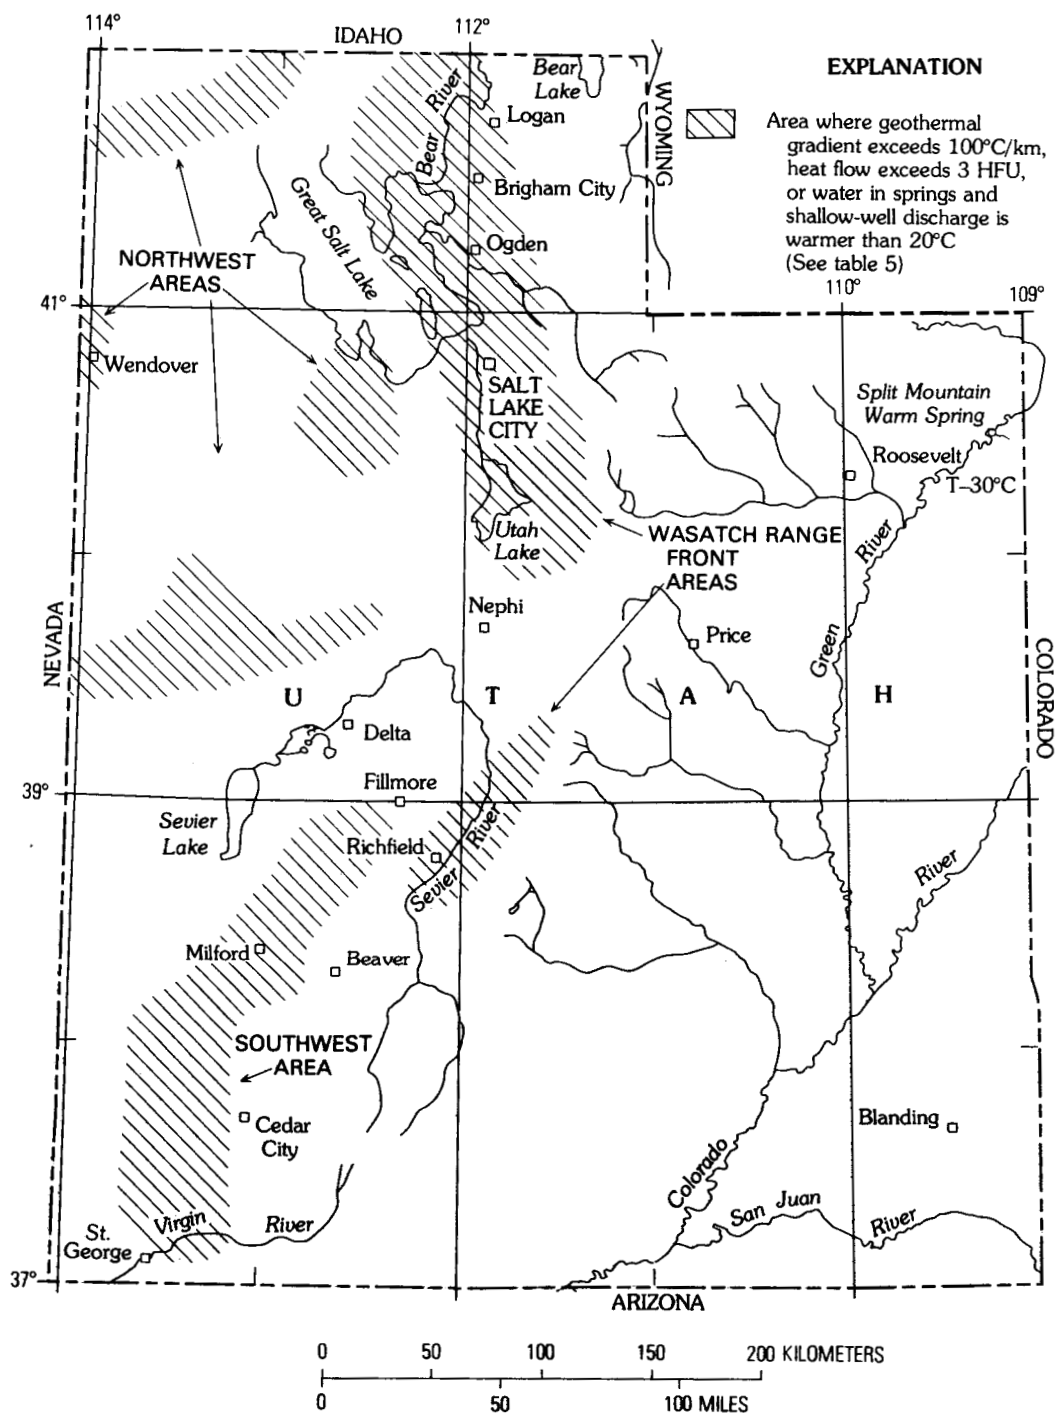 114°
112°
IDAHO
Bear
Lake
EXPLANATION
WYOMING
Area where geothermal
gradient exceeds 100°C/km,
heat flow exceeds 3 HFU,
or water in springs and
shallow-well discharge is
warmer than 20°C
(See table 5)
Bear River
Logan
Brigham City
Great Salt Lake
Ogden
NORTHWEST
AREAS
41°
110°
109°
Wendover
SALT
LAKE
CITY
Split Mountain
Warm Spring
Roosevelt
T–30°C
Utah
Lake
WASATCH RANGE
FRONT
AREAS
Green River
Nephi
Price
NEVADA
COLORADO
U T A H
Delta
Fillmore
39°
Sevier
Lake
Richfield
Sevier River
River
Milford
Beaver
SOUTHWEST
AREA
Cedar
City
Blanding
Colorado
San Juan River
St.
George
Virgin River
37°
ARIZONA
0 50 100 150 200 KILOMETERS
0 50 100 MILES